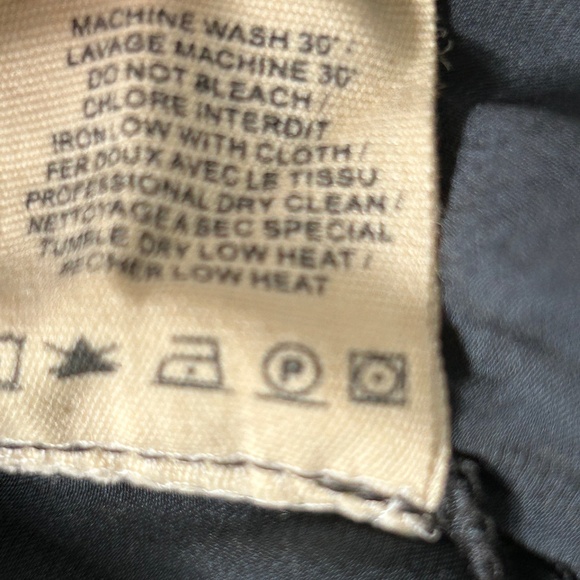 MACHINE WASH 30° /
LAVAGE MACHINE 30°
DO NOT BLEACH /
CHLORE INTERDIT
IRON LOW WITH CLOTH /
FER DOUX AVEC LE TISSU
PROFESSIONAL DRY CLEAN /
NETTOYAGE A SEC SPECIAL
TUMBLE DRY LOW HEAT /
SECHER LOW HEAT
P